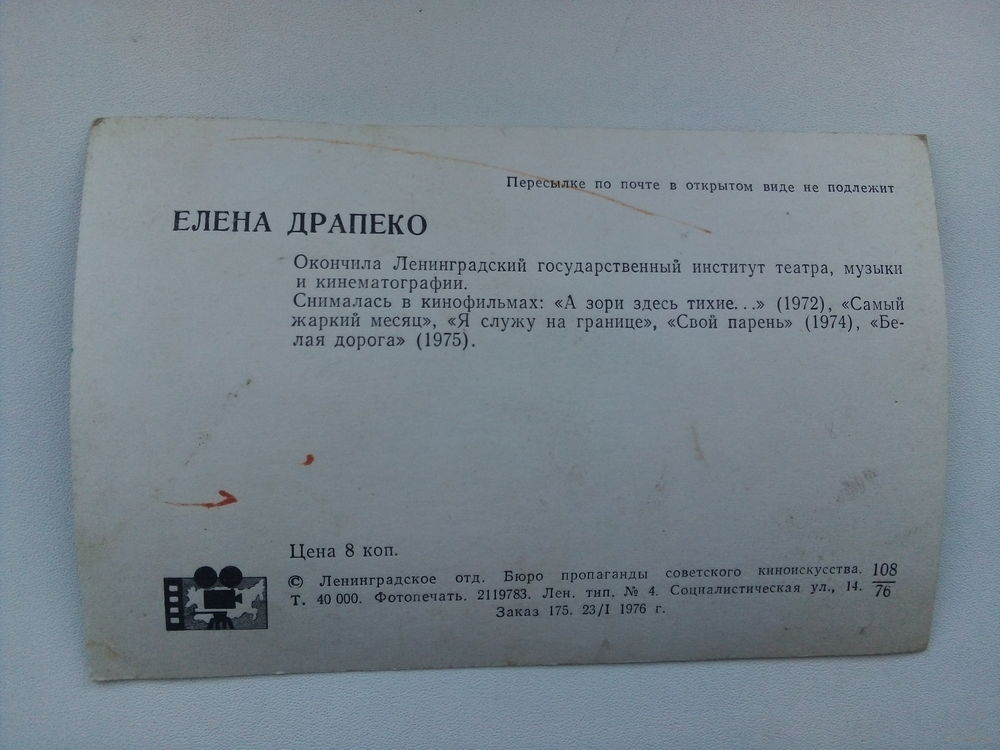 Пересылке по почте в открытом виде не подлежит
ЕЛЕНА ДРАПЕКО
Окончила Ленинградский государственный институт театра, музыки
и кинематографии.
Снималась в кинофильмах: «А зори здесь тихие...» (1972), «Самый
жаркий месяц», «Я служу на границе», «Свой парень» (1974), «Бе-
лая дорога» (1975).
Цена 8 коп.
© Ленинградское отд. Бюро пропаганды советского киноискусства. 108
Т. 40 000. Фотопечать. 2119783. Лен. тип. № 4. Социалистическая ул., 14. 76
Заказ 175. 23/I 1976 г.